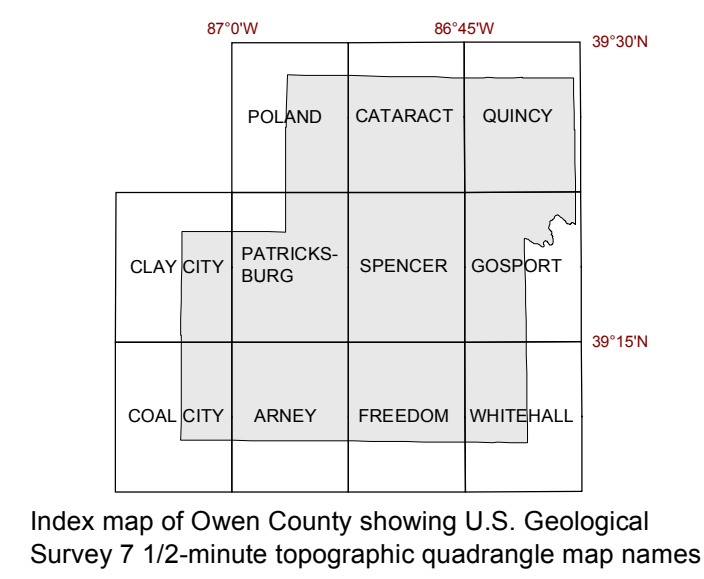 87°0'W 86°45'W
39°30'N
POLAND CATARACT QUINCY
CLAY CITY PATRICKS-
BURG SPENCER GOSPORT
39°15'N
COAL CITY ARNEY FREEDOM WHITEHALL
Index map of Owen County showing U.S. Geological
Survey 7 1/2-minute topographic quadrangle map names